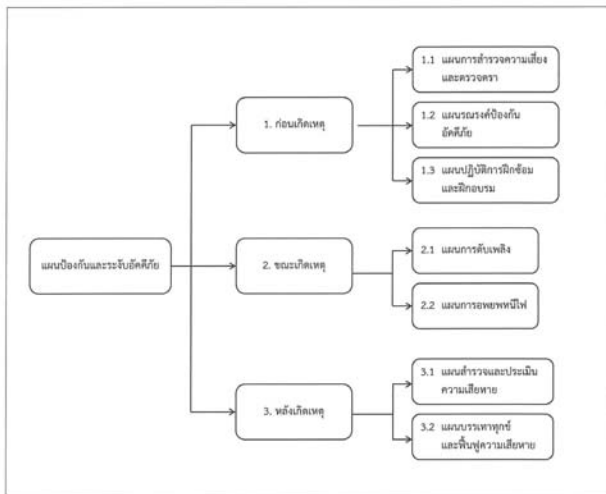 แผนป้องกันและระงับอัคคีภัย
1. ก่อนเกิดเหตุ
1.1 แผนการสำรวจความเสี่ยง
และตรวจตรา
1.2 แผนรณรงค์ป้องกัน
อัคคีภัย
1.3 แผนปฏิบัติการฝึกซ้อม
และฝึกอบรม
2. ขณะเกิดเหตุ
2.1 แผนการดับเพลิง
2.2 แผนการอพยพหนีไฟ
3. หลังเกิดเหตุ
3.1 แผนสำรวจและประเมิน
ความเสียหาย
3.2 แผนบรรเทาทุกข์
และฟื้นฟูความเสียหาย